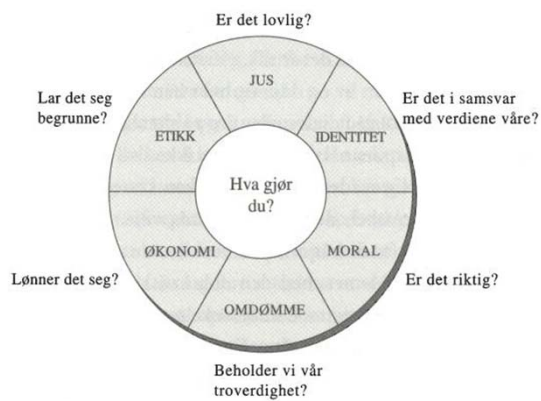 Er det lovlig?
JUS
Lar det seg
begrunne?
ETIKK
IDENTITET
Er det i samsvar
med verdiene våre?
Hva gjør
du?
ØKONOMI
MORAL
Lønner det seg?
Er det riktig?
OMDØMME
Beholder vi vår
troverdighet?